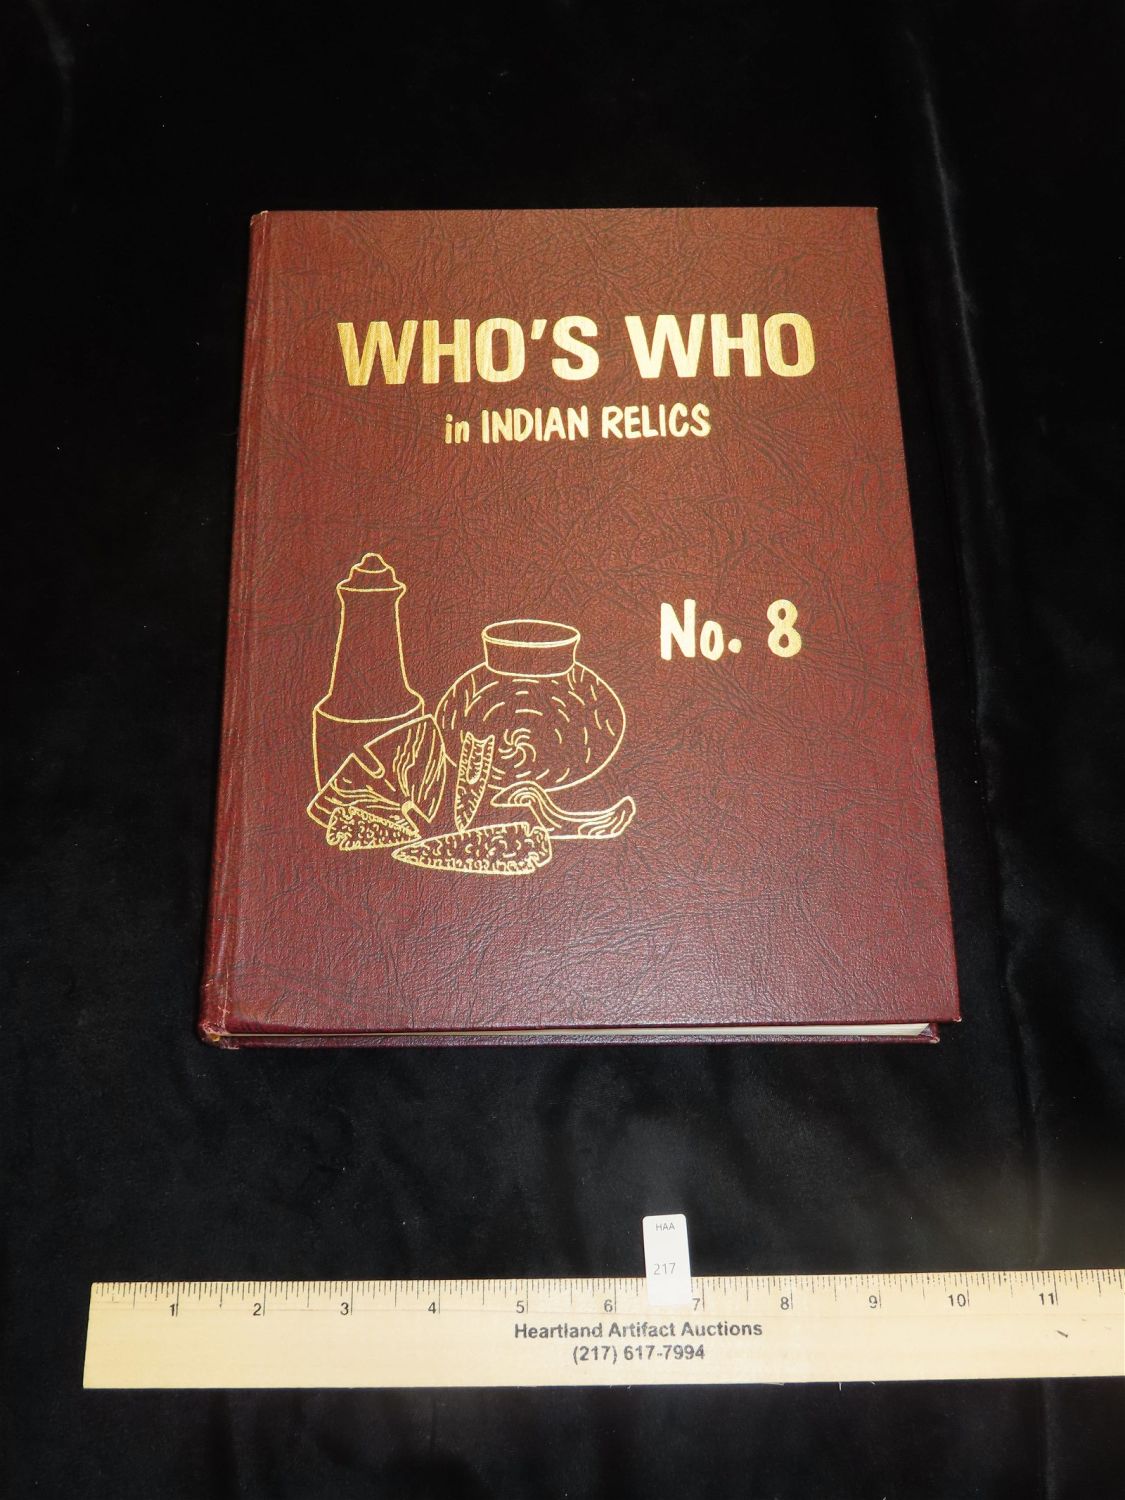 WHO'S WHO
in INDIAN RELICS
No. 8
HAA
217
1 2 3 4 5 6 7 8 9 10 11
Heartland Artifact Auctions
(217) 617-7994